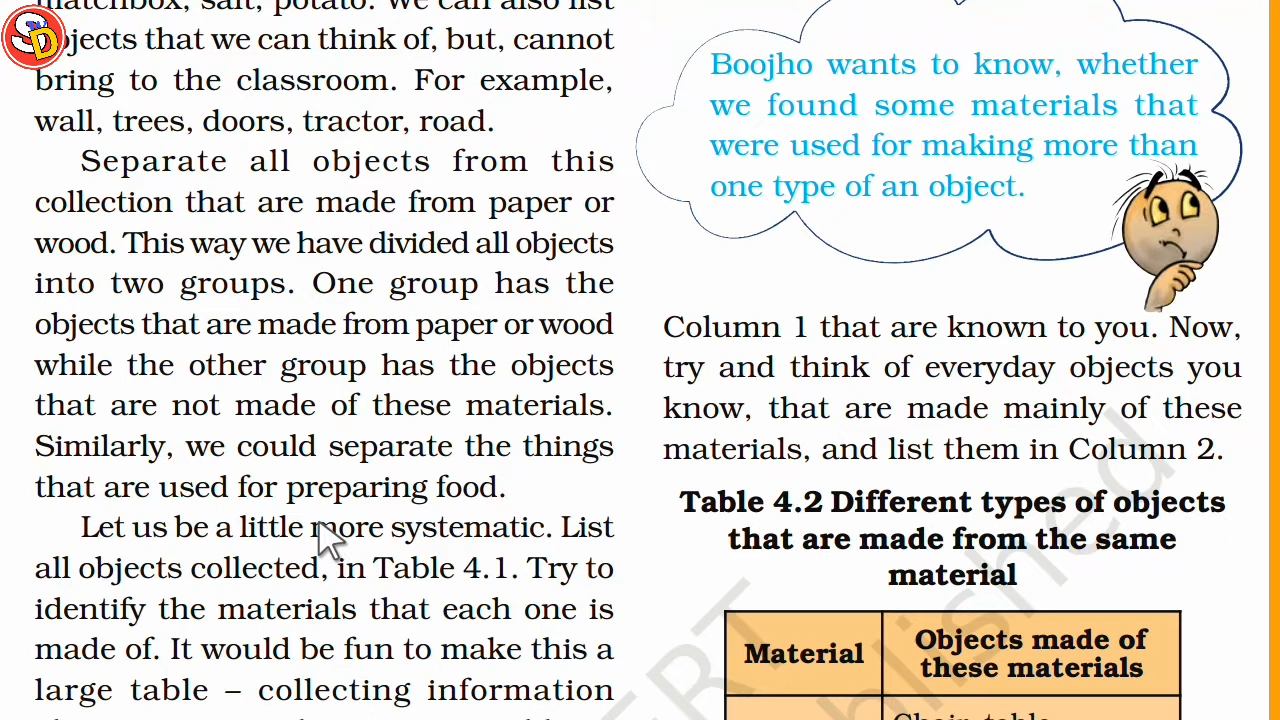 SD
matchbox, salt, potato. We can also list
objects that we can think of, but, cannot
bring to the classroom. For example,
wall, trees, doors, tractor, road.
Separate all objects from this
collection that are made from paper or
wood. This way we have divided all objects
into two groups. One group has the
objects that are made from paper or wood
while the other group has the objects
that are not made of these materials.
Similarly, we could separate the things
that are used for preparing food.
Let us be a little more systematic. List
all objects collected, in Table 4.1. Try to
identify the materials that each one is
made of. It would be fun to make this a
large table – collecting information
Boojho wants to know, whether
we found some materials that
were used for making more than
one type of an object.
Column 1 that are known to you. Now,
try and think of everyday objects you
know, that are made mainly of these
materials, and list them in Column 2.
Table 4.2 Different types of objects
that are made from the same
material
Material
Objects made of
these materials